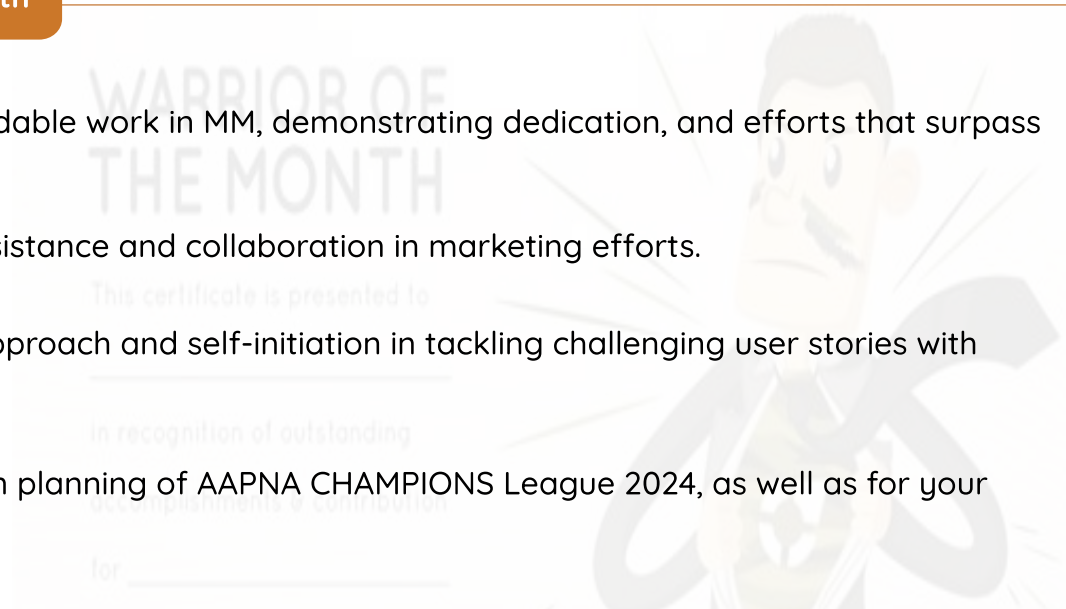 th
WARRIOR OF
dable work in MM, demonstrating dedication, and efforts that surpass
THE MONTH
sistance and collaboration in marketing efforts.
This certificate is presented to
pproach and self-initiation in tackling challenging user stories with
in recognition of outstanding
n planning of AAPNA CHAMPIONS League 2024, as well as for your
accomplishments & contribution
for